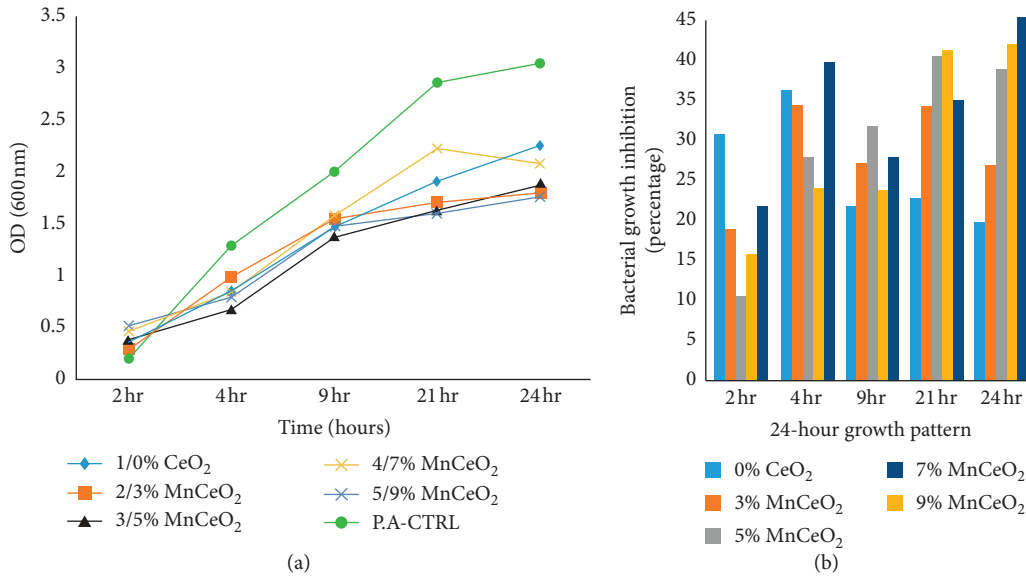 3.5
3
2.5
2
1.5
1
0.5
0
OD (600 nm)
2 hr 4 hr 9 hr 21 hr 24 hr
Time (hours)
1/0% CeO₂
2/3% MnCeO₂
3/5% MnCeO₂
4/7% MnCeO₂
5/9% MnCeO₂
P.A-CTRL
(a)
45
40
35
30
25
20
15
10
5
0
Bacterial growth inhibition
(percentage)
2 hr 4 hr 9 hr 21 hr 24 hr
24-hour growth pattern
0% CeO₂
3% MnCeO₂
5% MnCeO₂
7% MnCeO₂
9% MnCeO₂
(b)